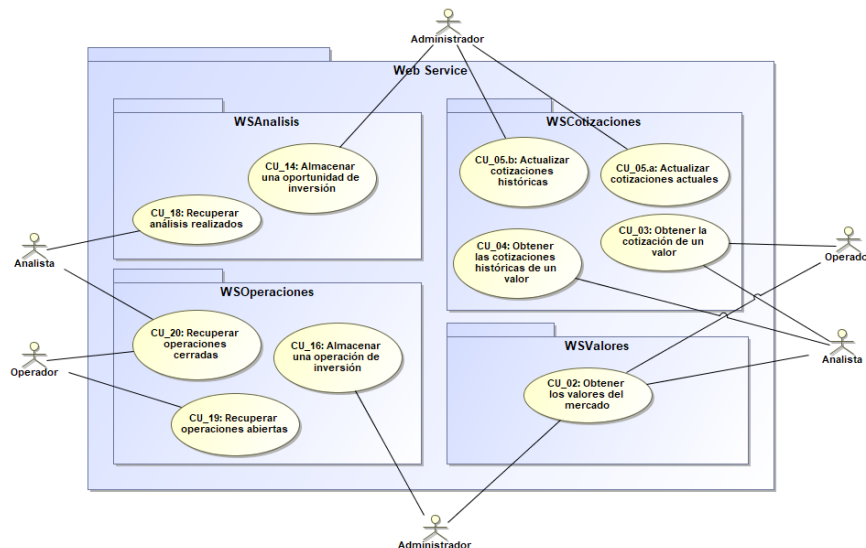 Administrador
Web Service
WSAnalisis
CU_14: Almacenar
una oportunidad de
inversión
CU_18: Recuperar
análisis realizados
WSCotizaciones
CU_05.b: Actualizar
cotizaciones
históricas
CU_05.a: Actualizar
cotizaciones actuales
CU_04: Obtener
las cotizaciones
históricas de un
valor
CU_03: Obtener la
cotización de un
valor
Analista
Operador
WSOperaciones
CU_20: Recuperar
operaciones
cerradas
CU_16: Almacenar
una operación de
inversión
CU_19: Recuperar
operaciones abiertas
Operador
WSValores
CU_02: Obtener
los valores del
mercado
Analista
Administrador